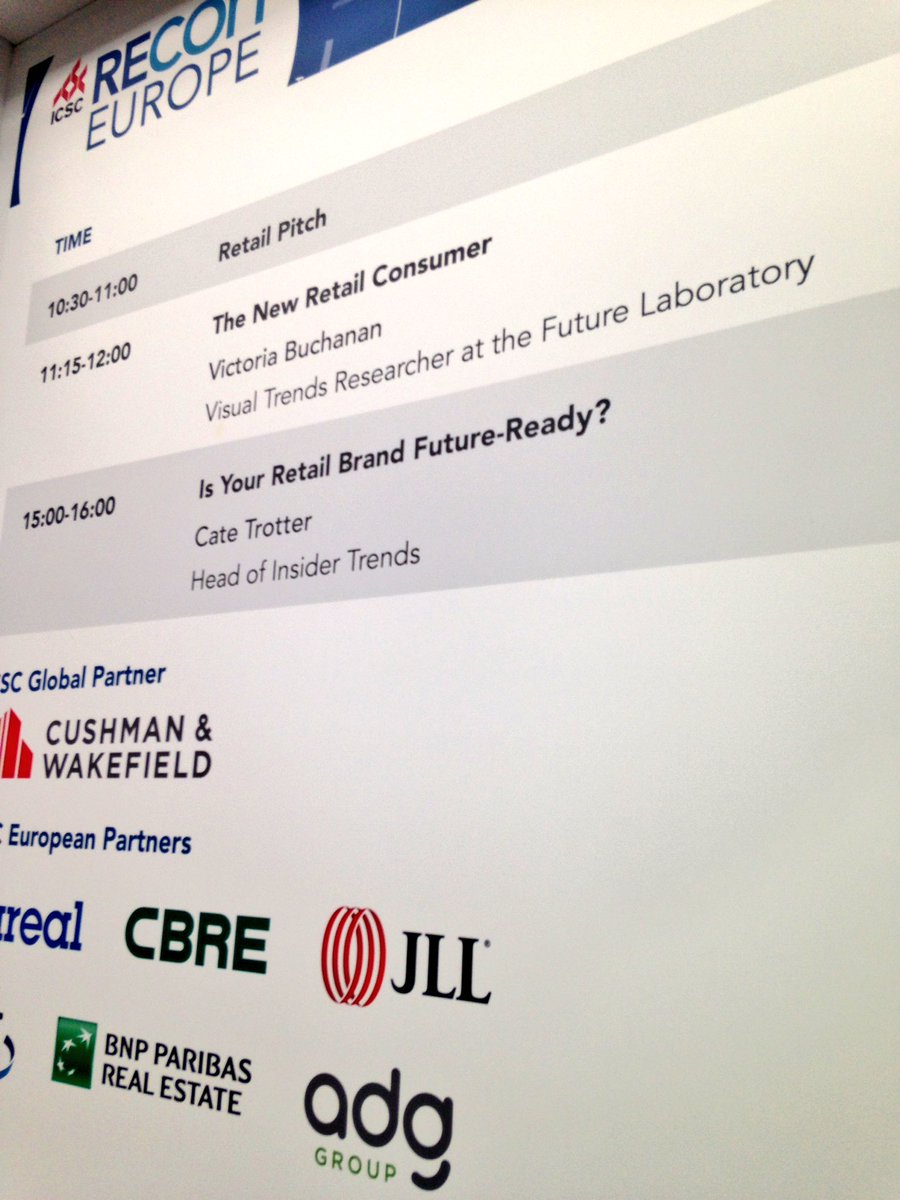 ICSC
RECON
EUROPE
TIME
10:30-11:00 Retail Pitch
11:15-12:00 The New Retail Consumer
Victoria Buchanan
Visual Trends Researcher at the Future Laboratory
15:00-16:00 Is Your Retail Brand Future-Ready?
Cate Trotter
Head of Insider Trends
SC Global Partner
CUSHMAN &
WAKEFIELD
European Partners
CBRE JLL
BNP PARIBAS
REAL ESTATE
adg
GROUP